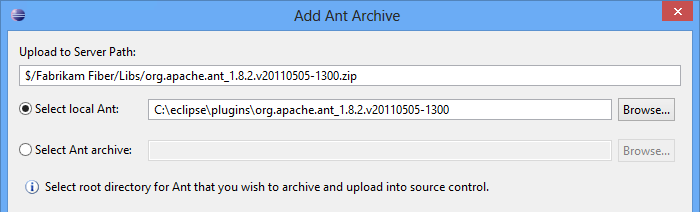 Add Ant Archive
Upload to Server Path:
$/Fabrikam Fiber/Libs/org.apache.ant_1.8.2.v20110505-1300.zip
Select local Ant: C:\eclipse\plugins\org.apache.ant_1.8.2.v20110505-1300 Browse...
Select Ant archive: Browse...
Select root directory for Ant that you wish to archive and upload into source control.